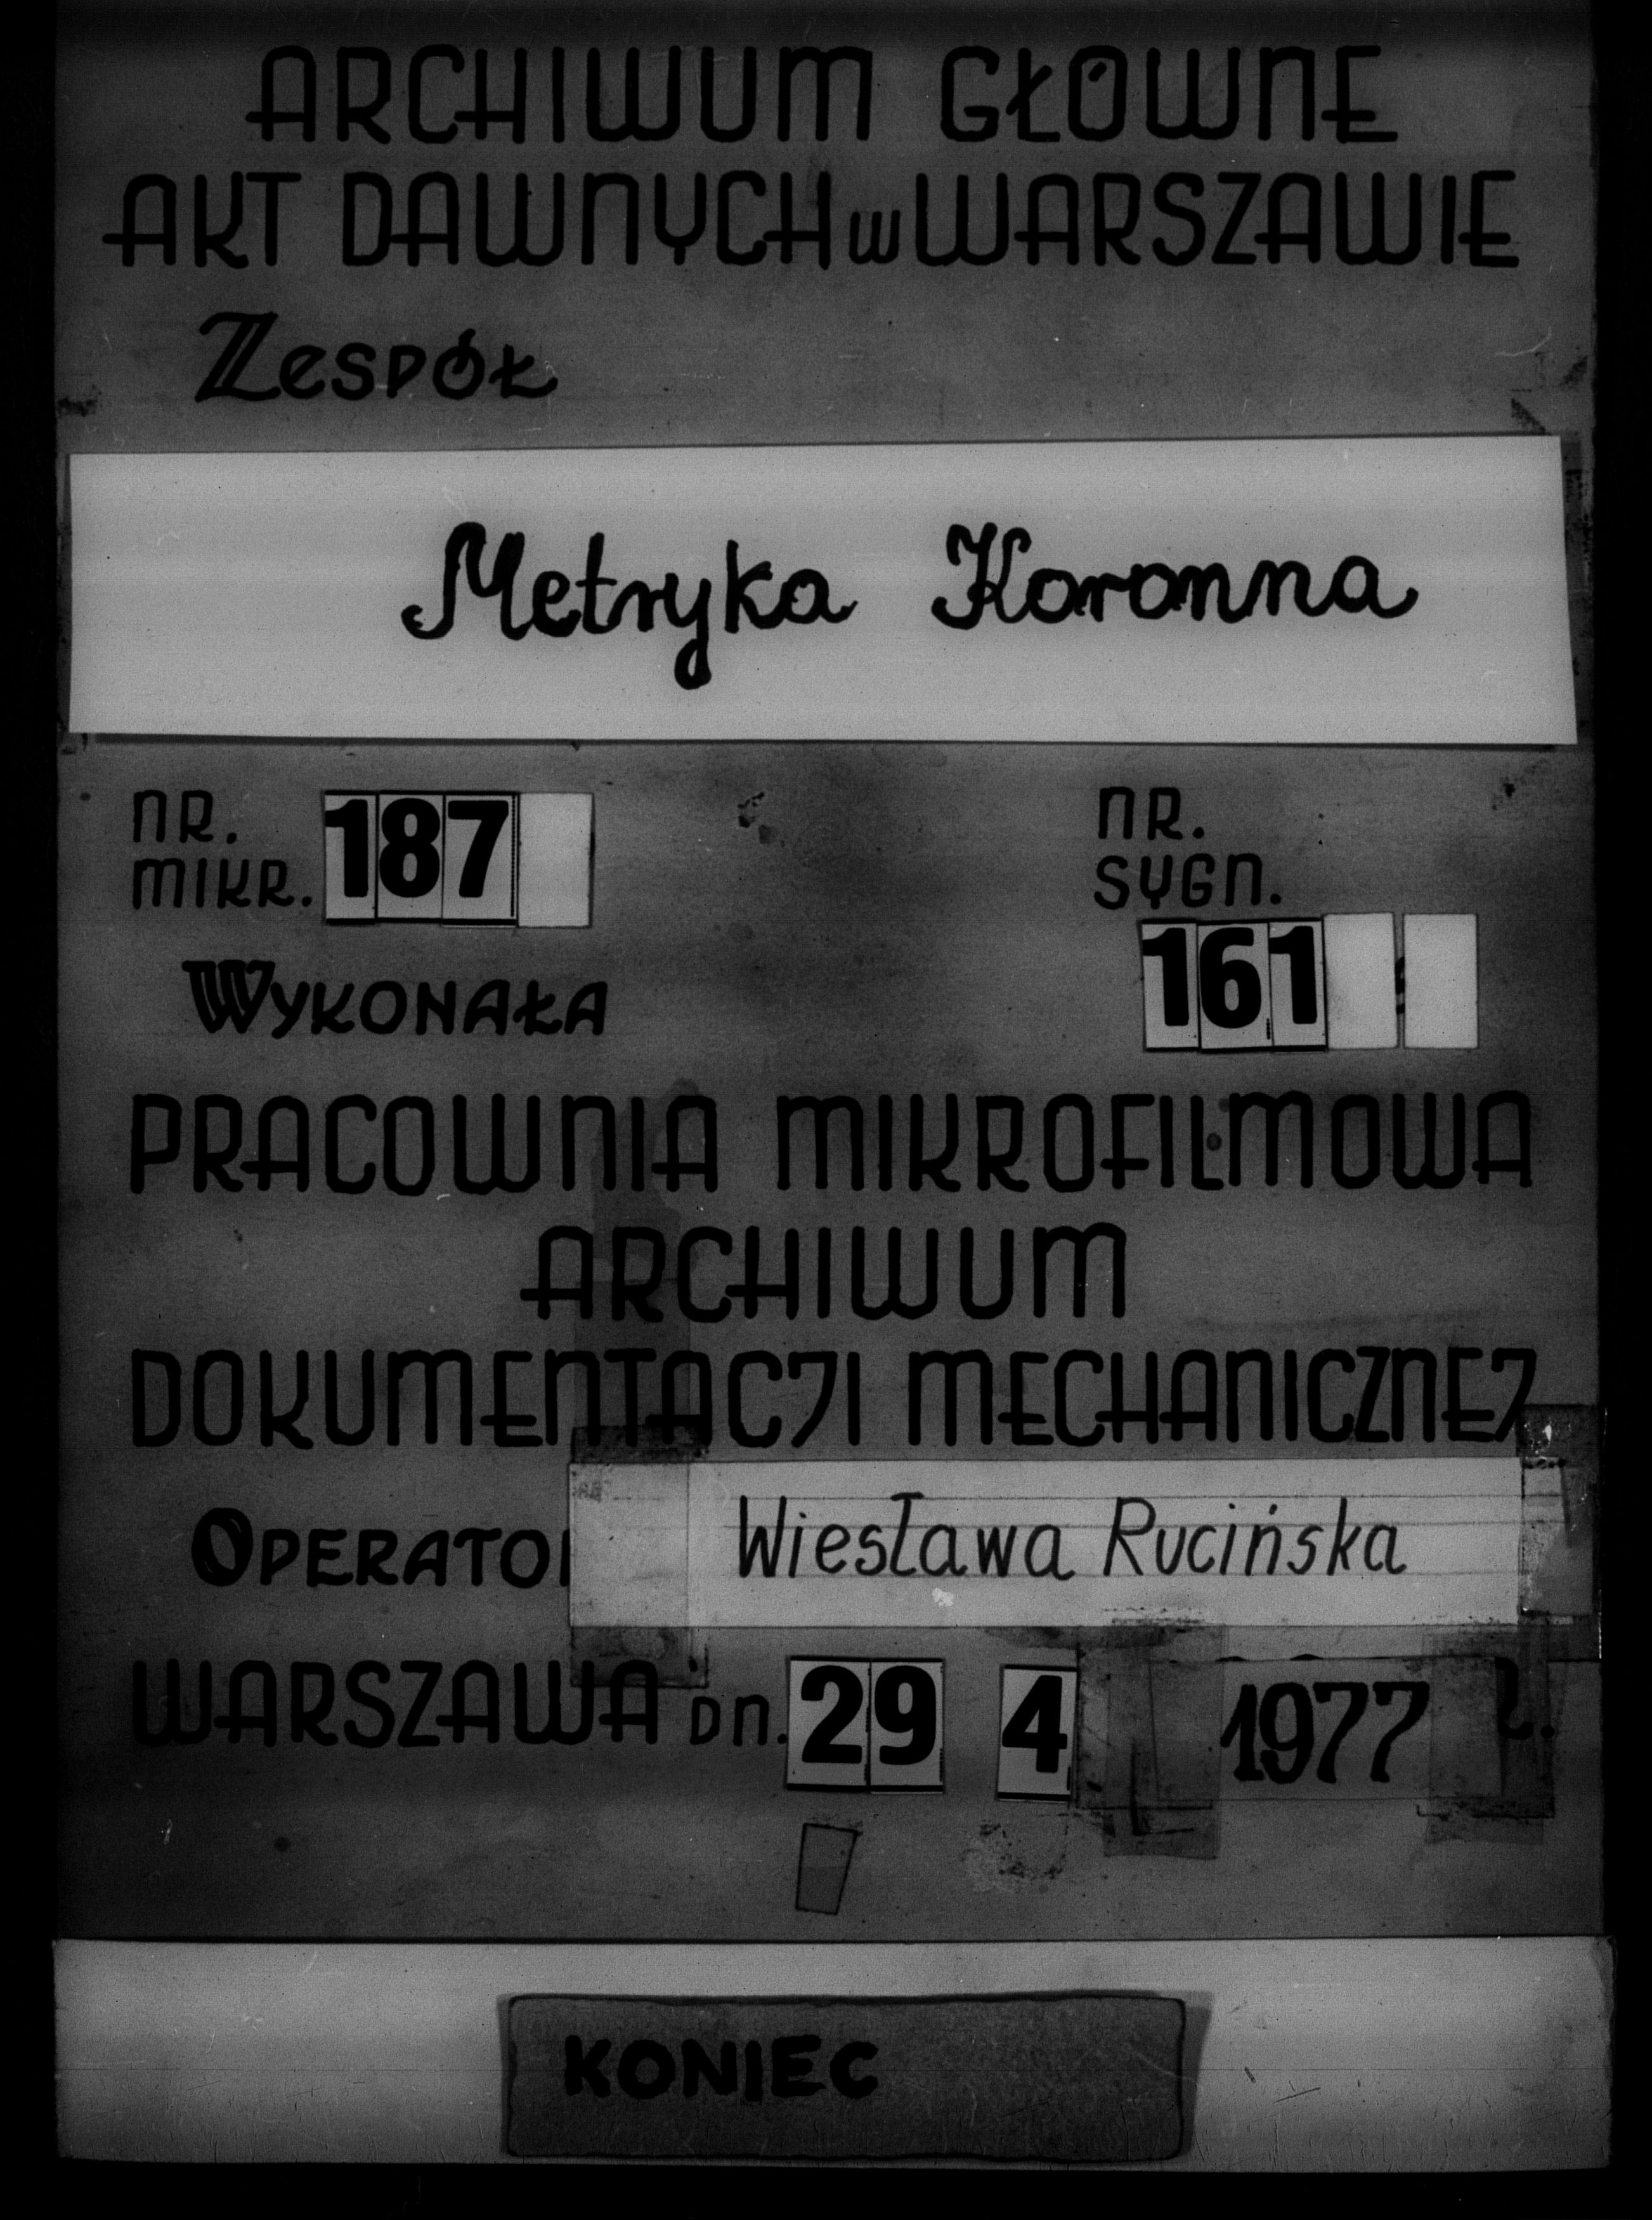 ARCHIWUM GŁÓWNE
AKT DAWNYCH w WARSZAWIE
ZESPÓŁ
Metryka Koronna
NR. MIKR. 187
NR. SYGN. 161
WYKONAŁA
PRACOWNIA MIKROFILMOWA
ARCHIWUM
DOKUMENTACJI MECHANICZNEJ
OPERATOR Wiesława Rucińska
WARSZAWA DN. 29 4 1977 r.
KONIEC